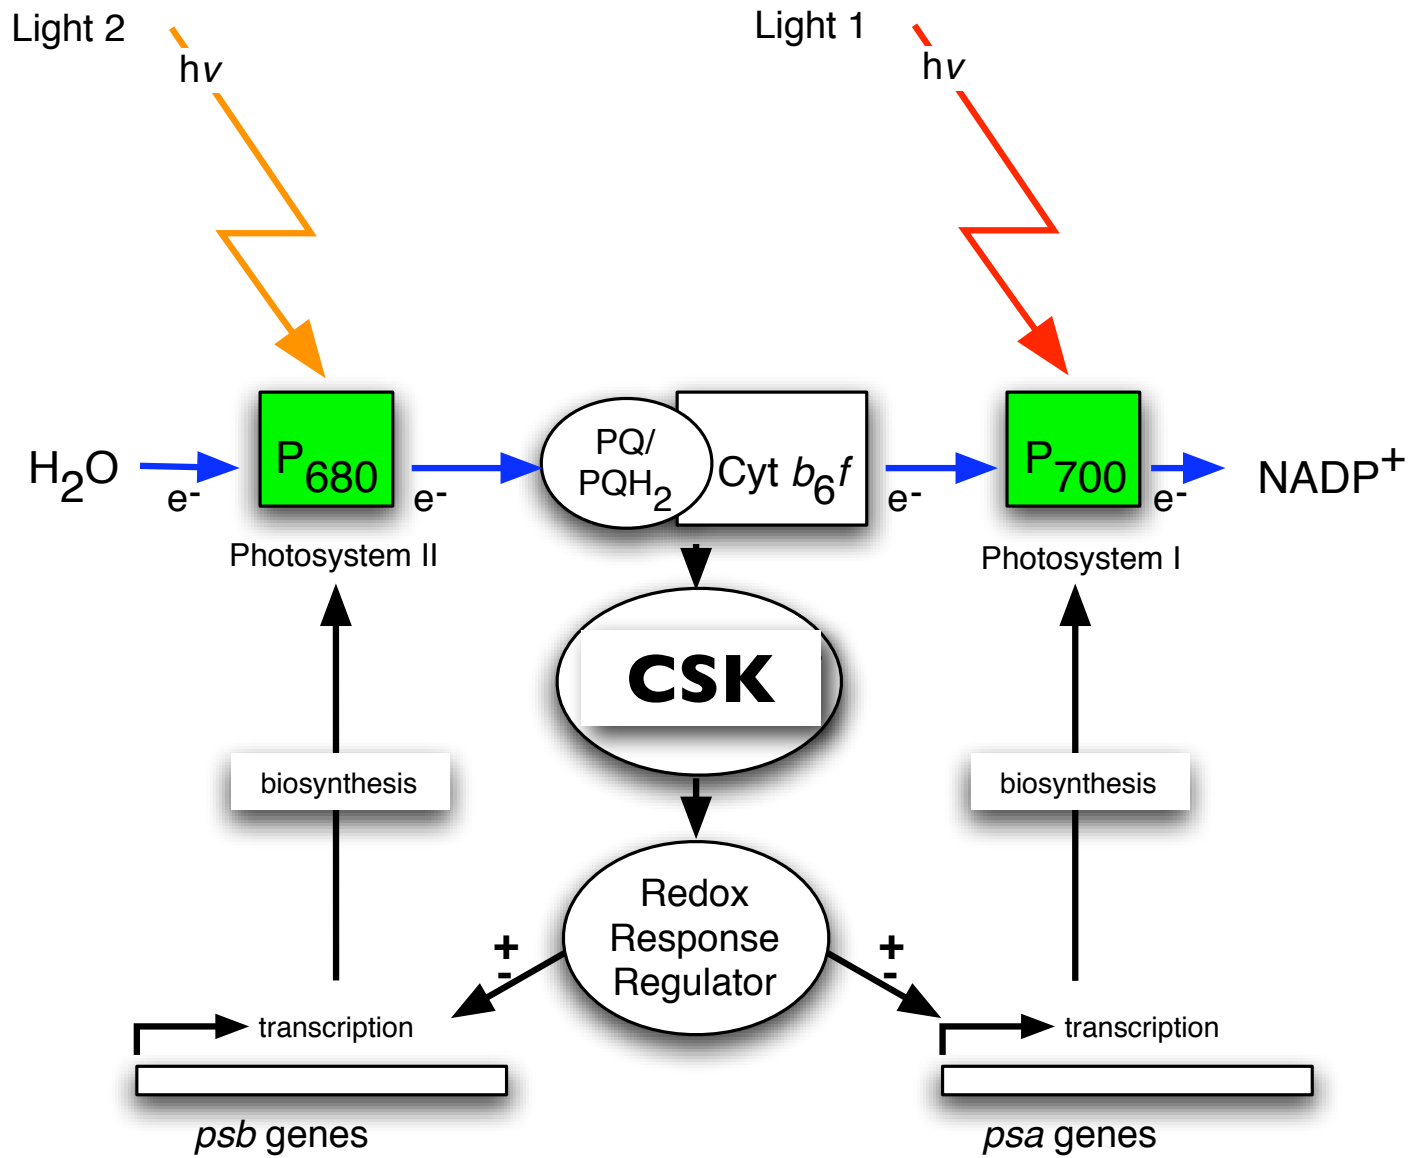 Light 2
hν
Light 1
hν
H₂O
e-
P₆₈₀
e-
PQ/
PQH₂
Cyt b₆f
e-
P₇₀₀
e-
NADP⁺
Photosystem II
Photosystem I
CSK
biosynthesis
biosynthesis
Redox
Response
Regulator
+
-
+
-
transcription
transcription
psb genes
psa genes